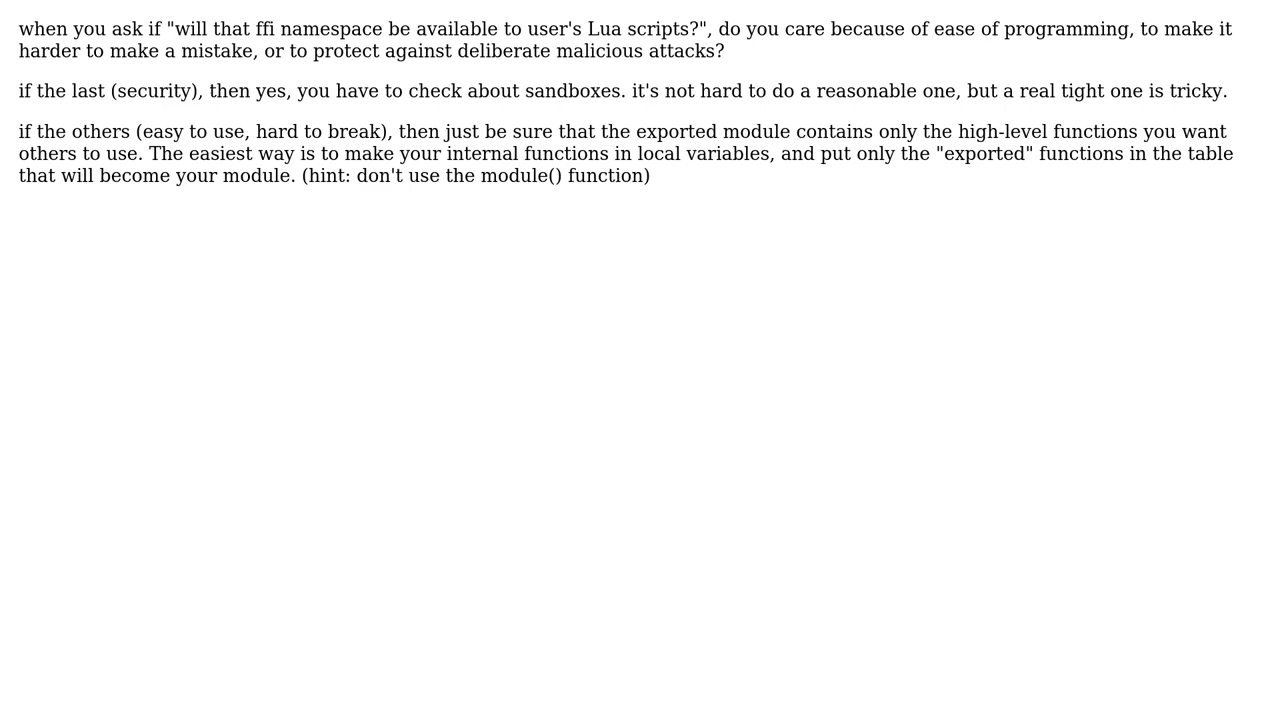 when you ask if "will that ffi namespace be available to user's Lua scripts?", do you care because of ease of programming, to make it
harder to make a mistake, or to protect against deliberate malicious attacks?
if the last (security), then yes, you have to check about sandboxes. it's not hard to do a reasonable one, but a real tight one is tricky.
if the others (easy to use, hard to break), then just be sure that the exported module contains only the high-level functions you want
others to use. The easiest way is to make your internal functions in local variables, and put only the "exported" functions in the table
that will become your module. (hint: don't use the module() function)